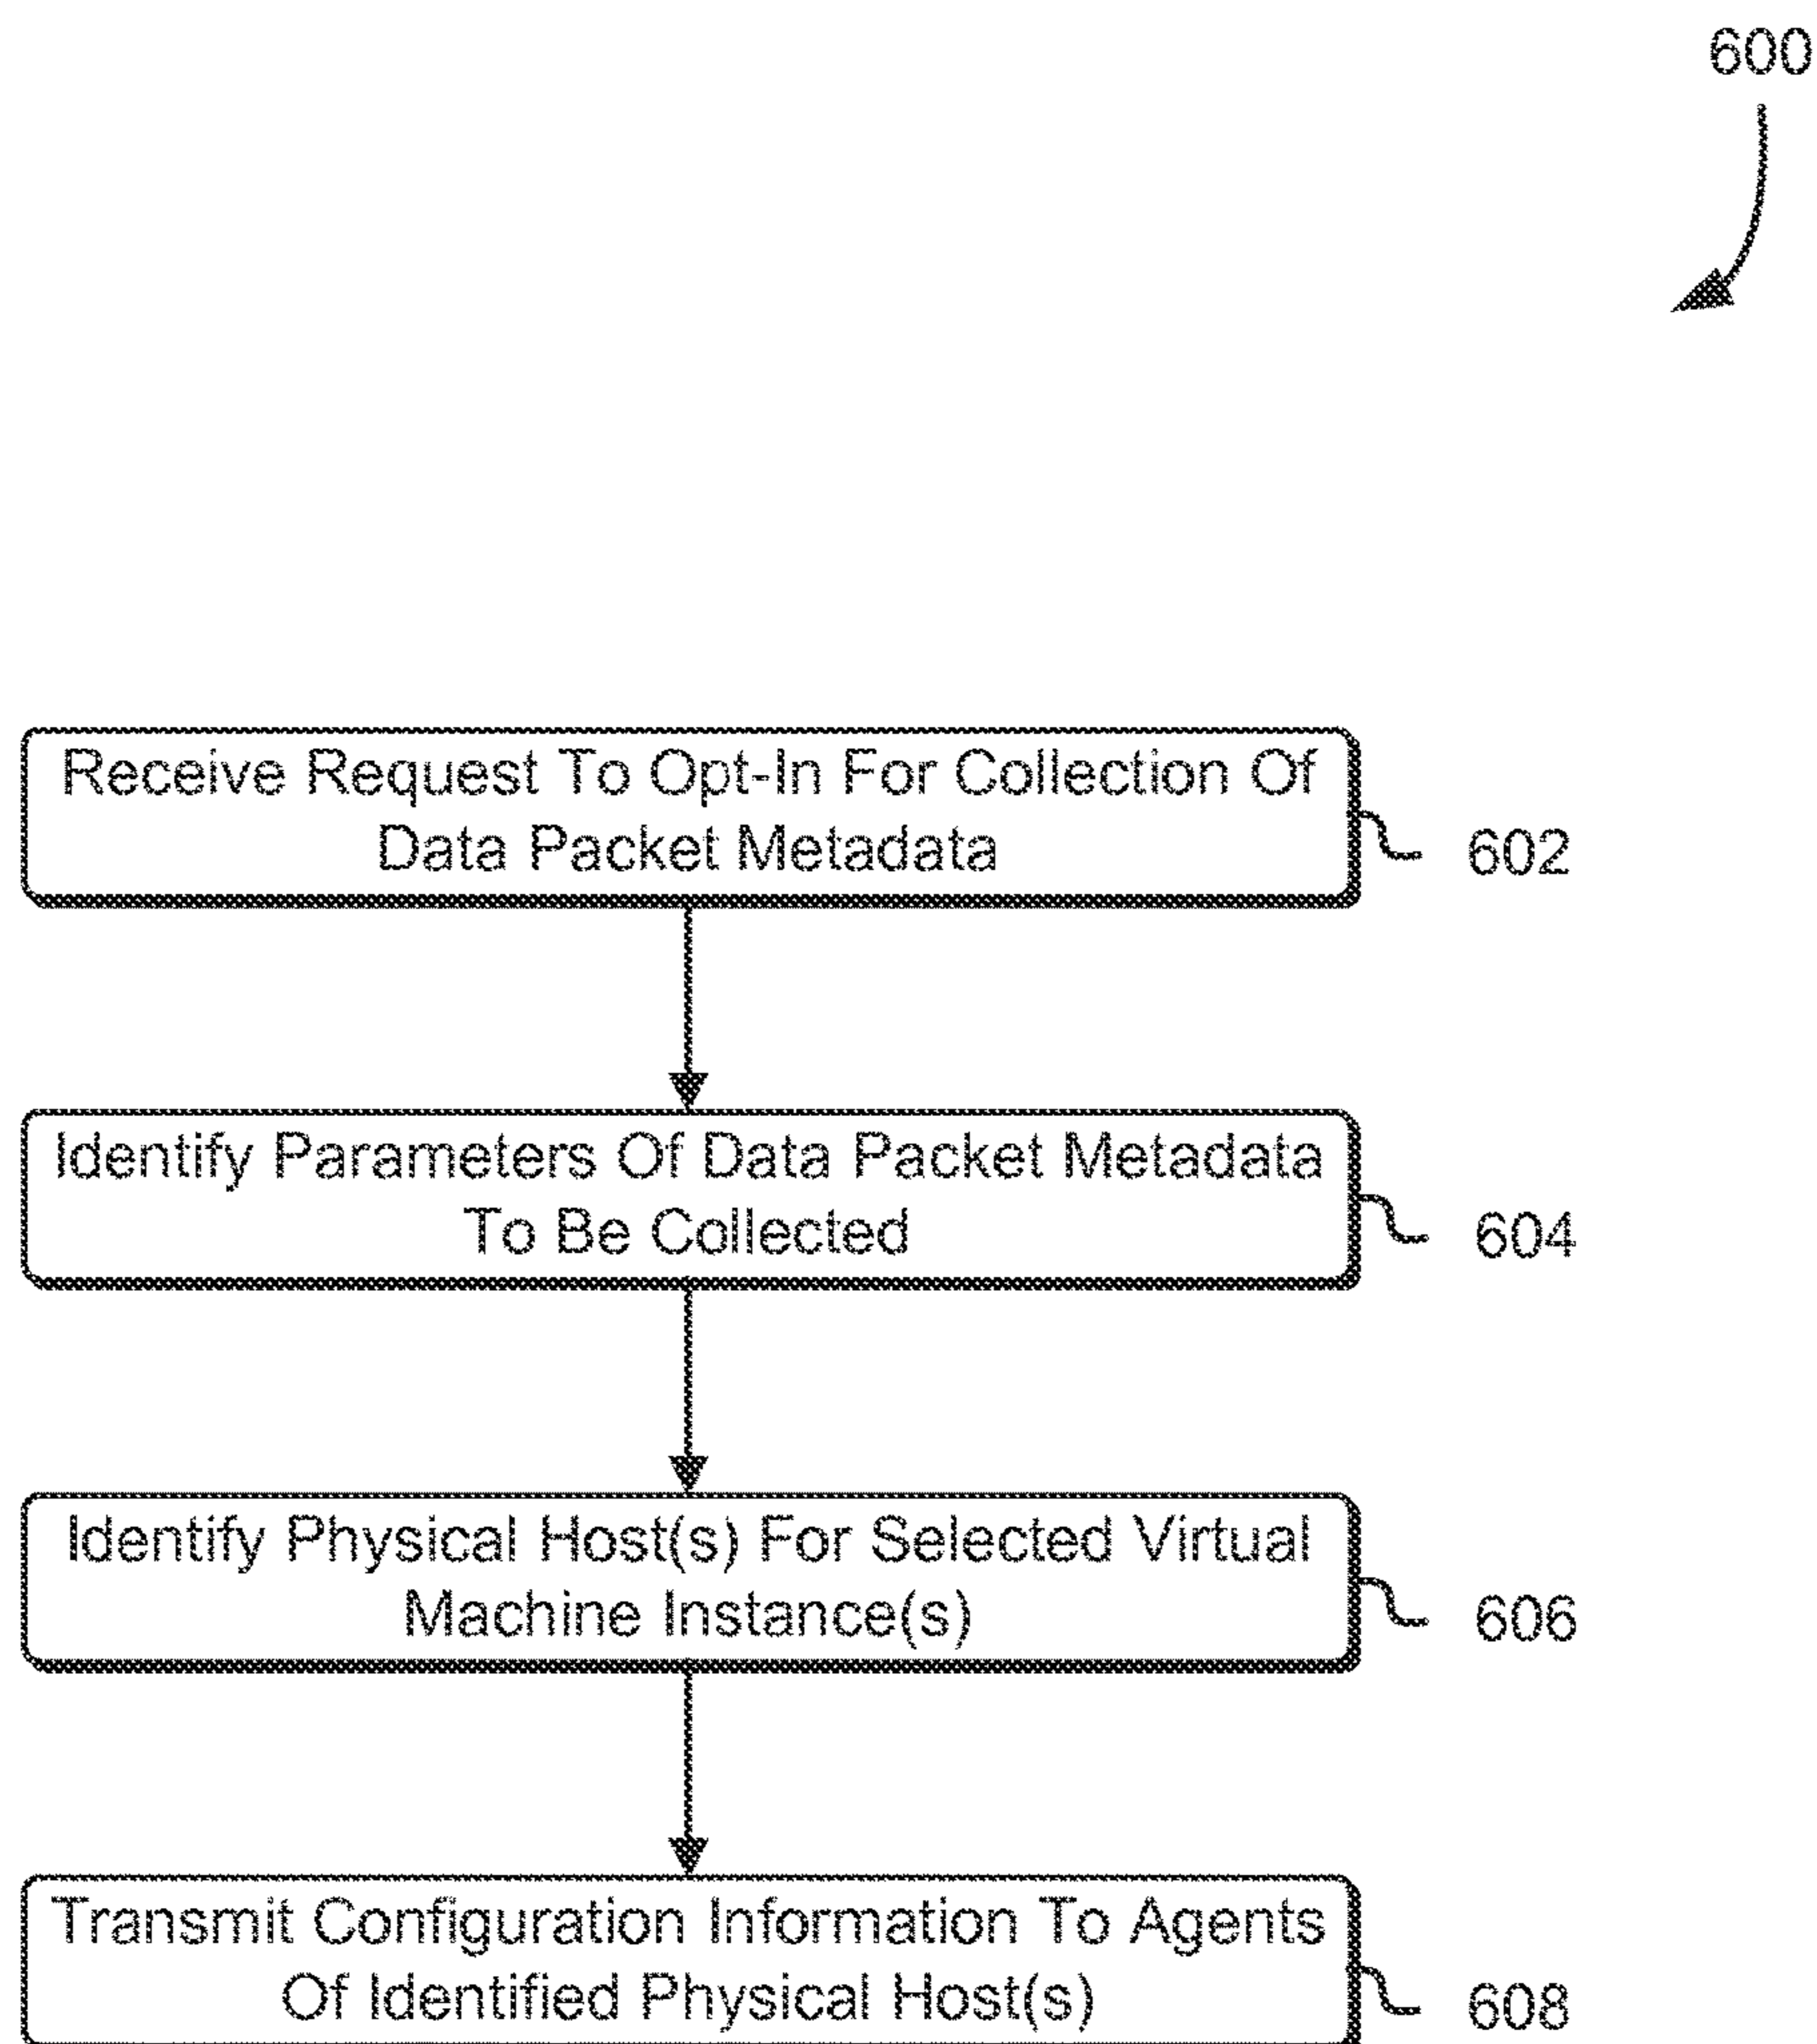 600
Receive Request To Opt-In For Collection Of
Data Packet Metadata
602
Identify Parameters Of Data Packet Metadata
To Be Collected
604
Identify Physical Host(s) For Selected Virtual
Machine Instance(s)
606
Transmit Configuration Information To Agents
Of Identified Physical Host(s)
608